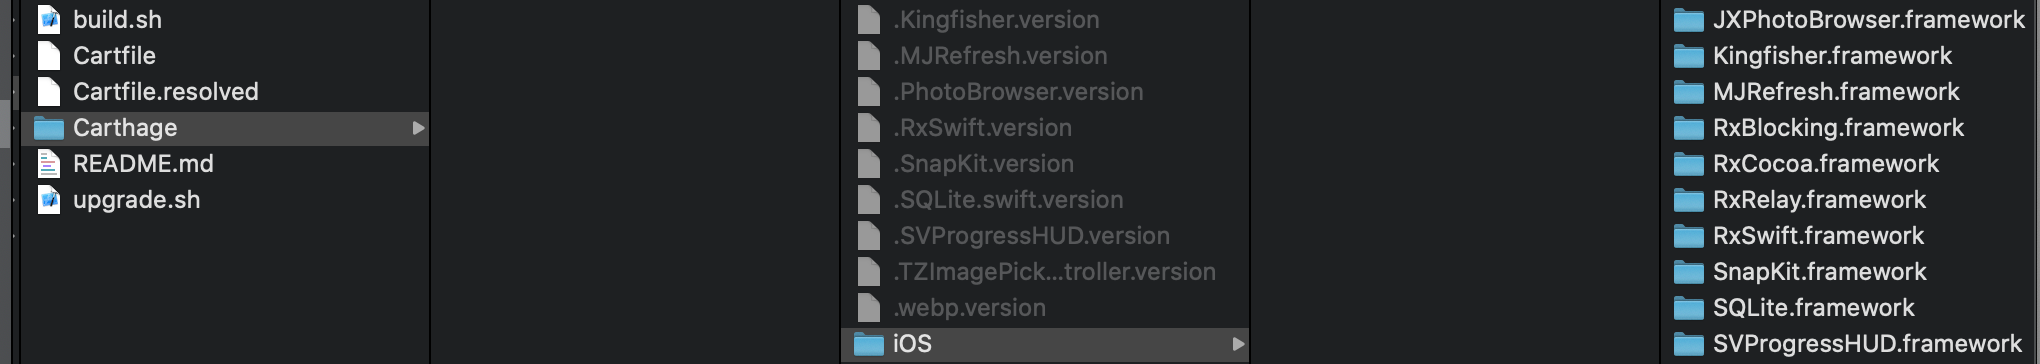 build.sh
Cartfile
Cartfile.resolved
Carthage
README.md
upgrade.sh
.Kingfisher.version
.MJRefresh.version
.PhotoBrowser.version
.RxSwift.version
.SnapKit.version
.SQLite.swift.version
.SVProgressHUD.version
.TZImagePick...troller.version
.webp.version
iOS
JXPhotoBrowser.framework
Kingfisher.framework
MJRefresh.framework
RxBlocking.framework
RxCocoa.framework
RxRelay.framework
RxSwift.framework
SnapKit.framework
SQLite.framework
SVProgressHUD.framework